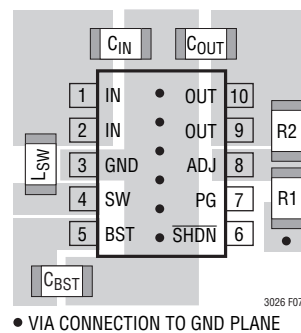 CIN COUT
1 IN OUT 10
2 IN OUT 9 R2
LSW
3 GND ADJ 8
4 SW PG 7 R1
5 BST SHDN 6
CBST
3026 F07
• VIA CONNECTION TO GND PLANE